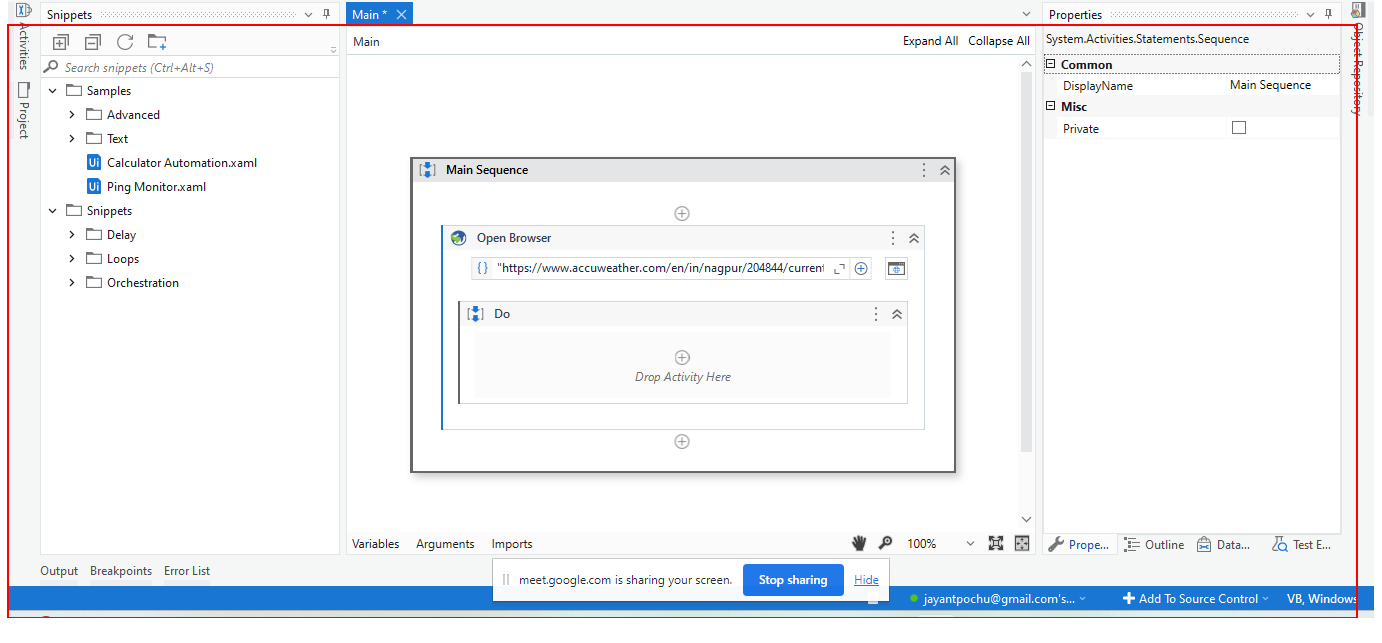 Activities
Project
Snippets
Search snippets (Ctrl+Alt+S)
Samples
Advanced
Text
Ui Calculator Automation.xaml
Ui Ping Monitor.xaml
Snippets
Delay
Loops
Orchestration
Main *
Main
Expand All Collapse All
Main Sequence
Open Browser
{} "https://www.accuweather.com/en/in/nagpur/204844/current
Do
Drop Activity Here
Variables Arguments Imports
100%
Properties
System.Activities.Statements.Sequence
Common
DisplayName Main Sequence
Misc
Private
Prope... Outline Data... Test E...
Object Repository
Output Breakpoints Error List
meet.google.com is sharing your screen. Stop sharing Hide
jayantpochu@gmail.com's... Add To Source Control VB, Windows